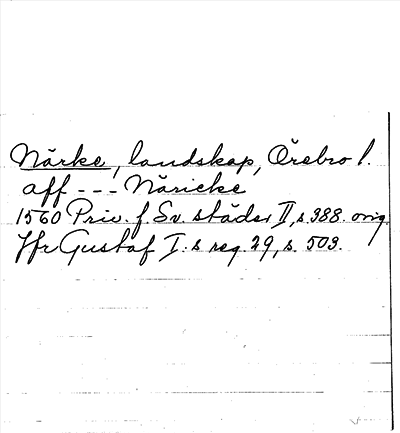 Närke, landskap, Örebro l.
aff --- Näricke
1560 Priv. f. Sv. städer II, s. 388. orig.
Jfr Gustaf I:s reg. 29, s. 503.